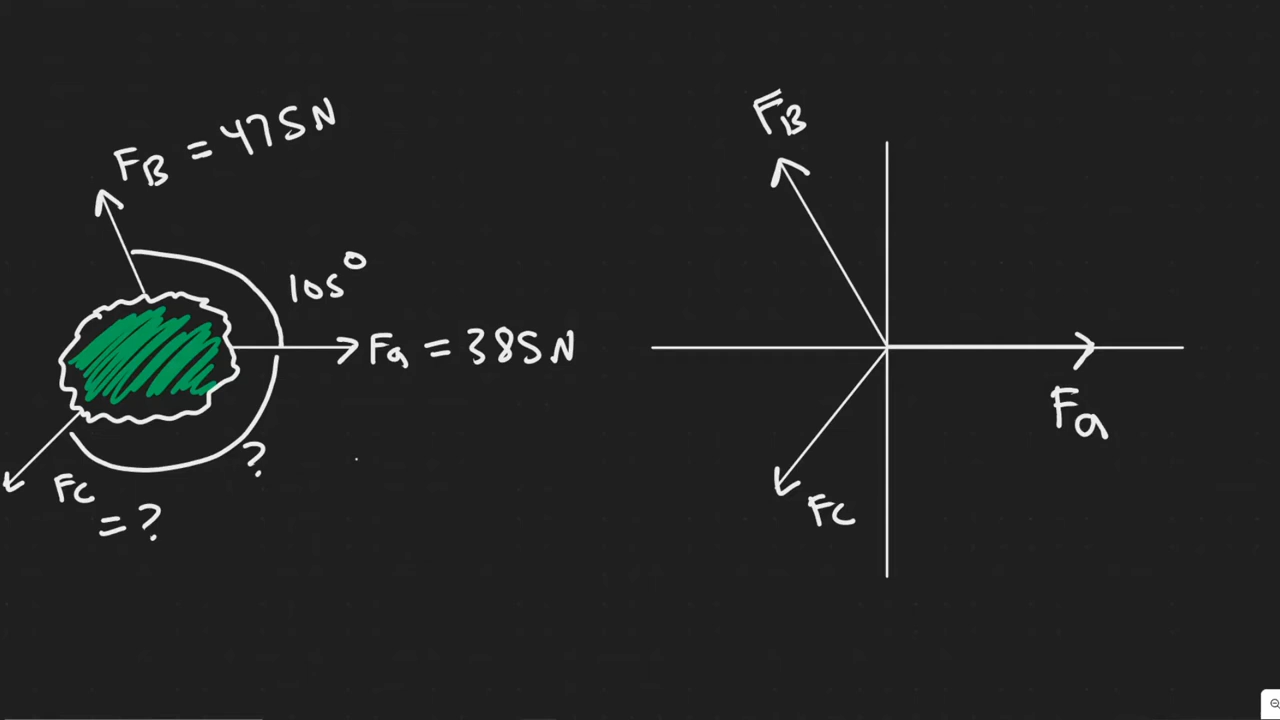 FB = 475N
105°
Fa = 385N
?
FC
= ?
FB
Fa
FC